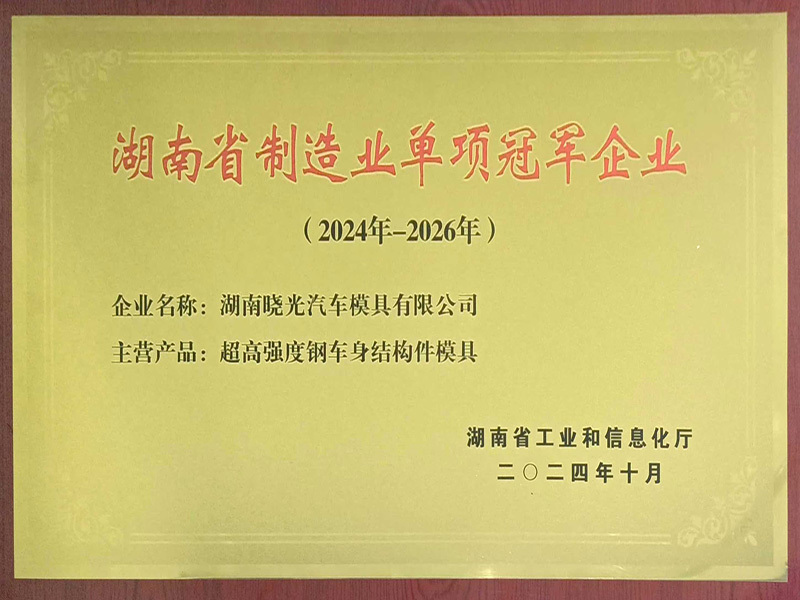 湖南省制造业单项冠军企业
（2024年–2026年）
企业名称：湖南晓光汽车模具有限公司
主营产品：超高强度钢车身结构件模具
湖南省工业和信息化厅
二〇二四年十月